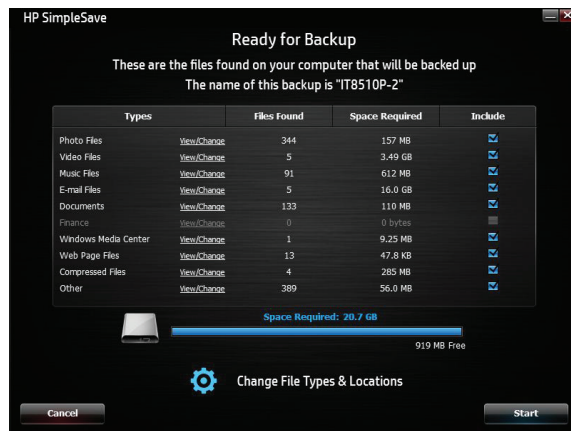 HP SimpleSave
Ready for Backup
These are the files found on your computer that will be backed up
The name of this backup is "IT8510P-2"
Types Files Found Space Required Include
Photo Files View/Change 344 157 MB
Video Files View/Change 5 3.49 GB
Music Files View/Change 91 612 MB
E-mail Files View/Change 5 16.0 GB
Documents View/Change 133 110 MB
Finance View/Change 0 0 bytes
Windows Media Center View/Change 1 9.25 MB
Web Page Files View/Change 13 47.8 KB
Compressed Files View/Change 4 285 MB
Other View/Change 389 56.0 MB
Space Required: 20.7 GB
919 MB Free
Change File Types & Locations
Cancel Start